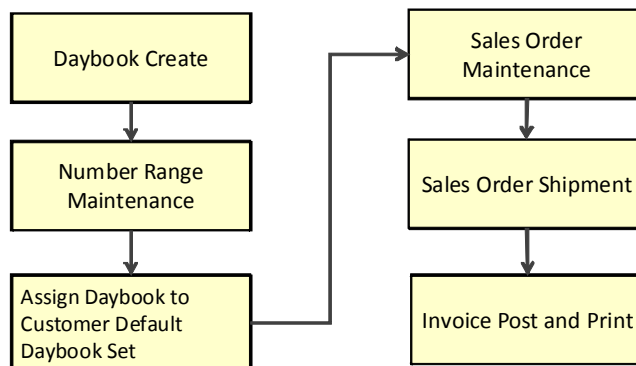 Daybook Create
Number Range
Maintenance
Assign Daybook to
Customer Default
Daybook Set
Sales Order
Maintenance
Sales Order Shipment
Invoice Post and Print